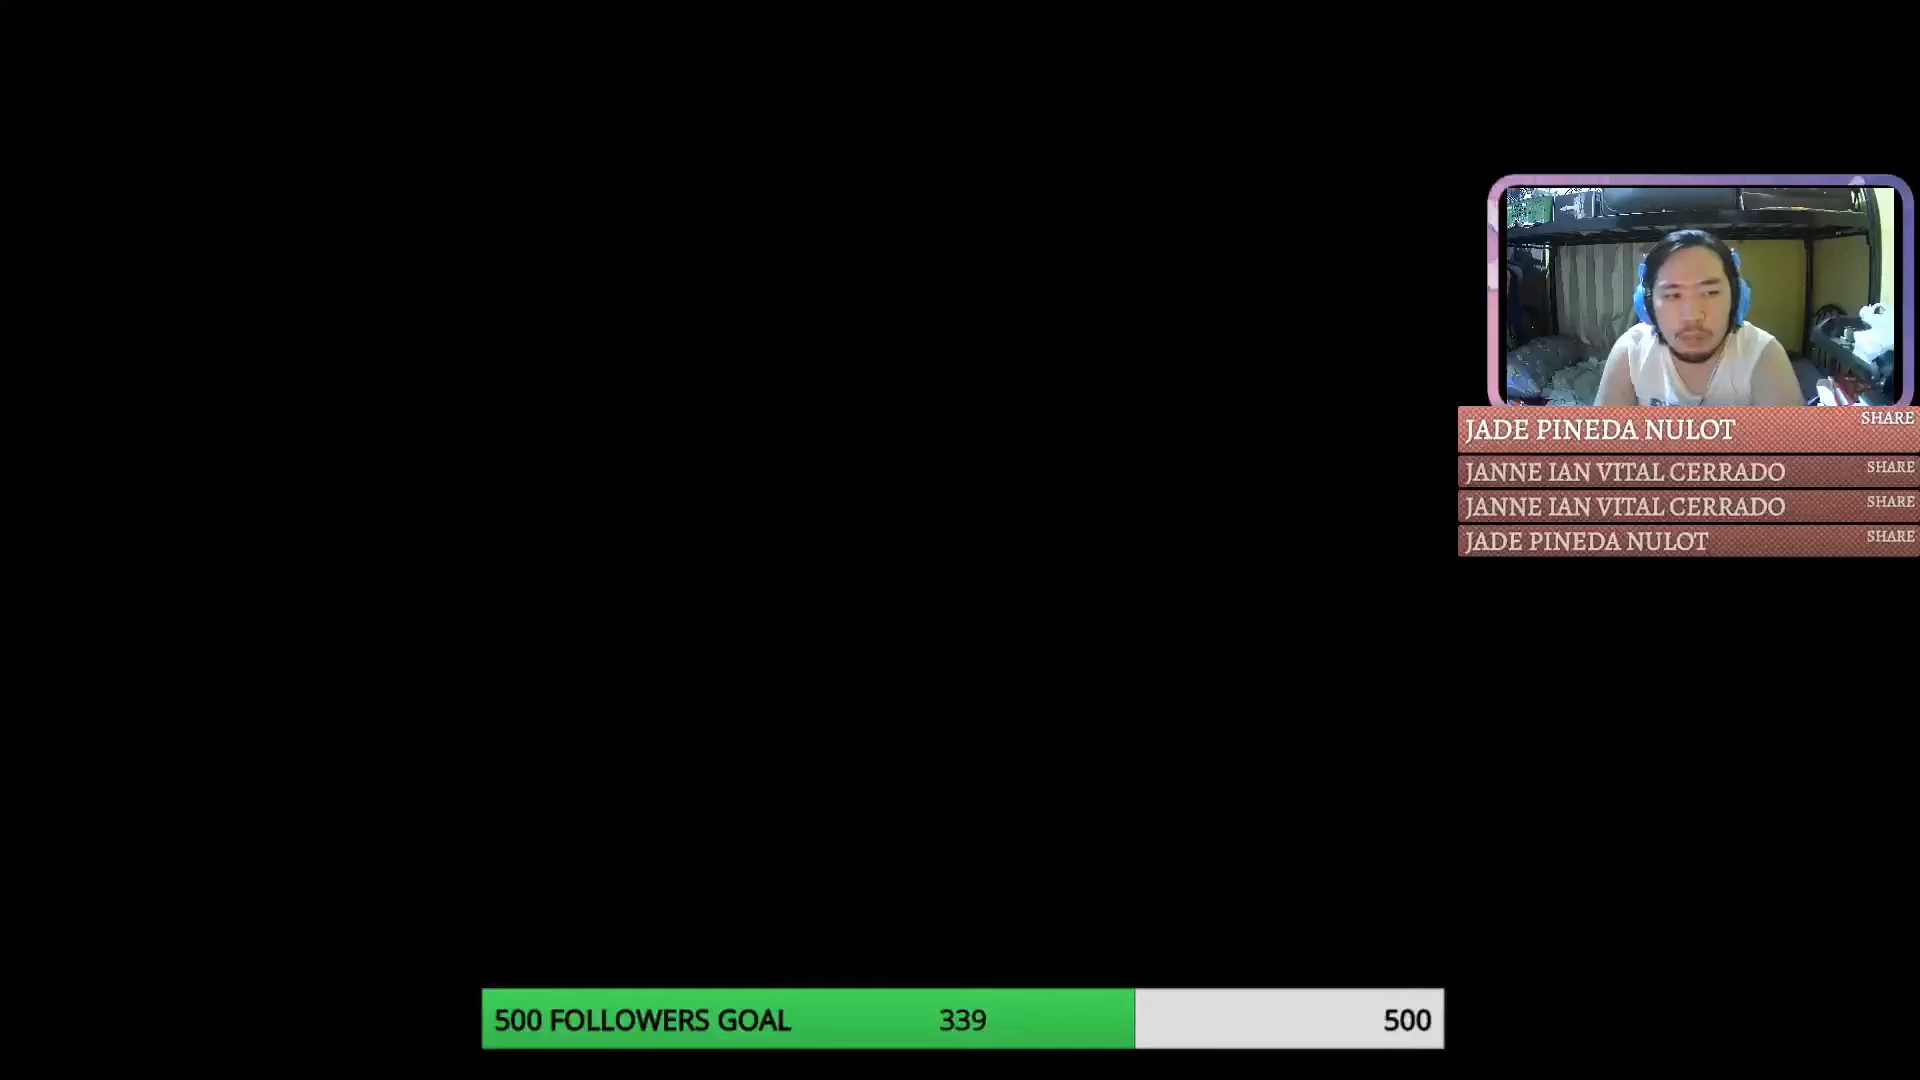 JADE PINEDA NULOT SHARE
JANNE IAN VITAL CERRADO SHARE
JANNE IAN VITAL CERRADO SHARE
JADE PINEDA NULOT SHARE
500 FOLLOWERS GOAL 339 500